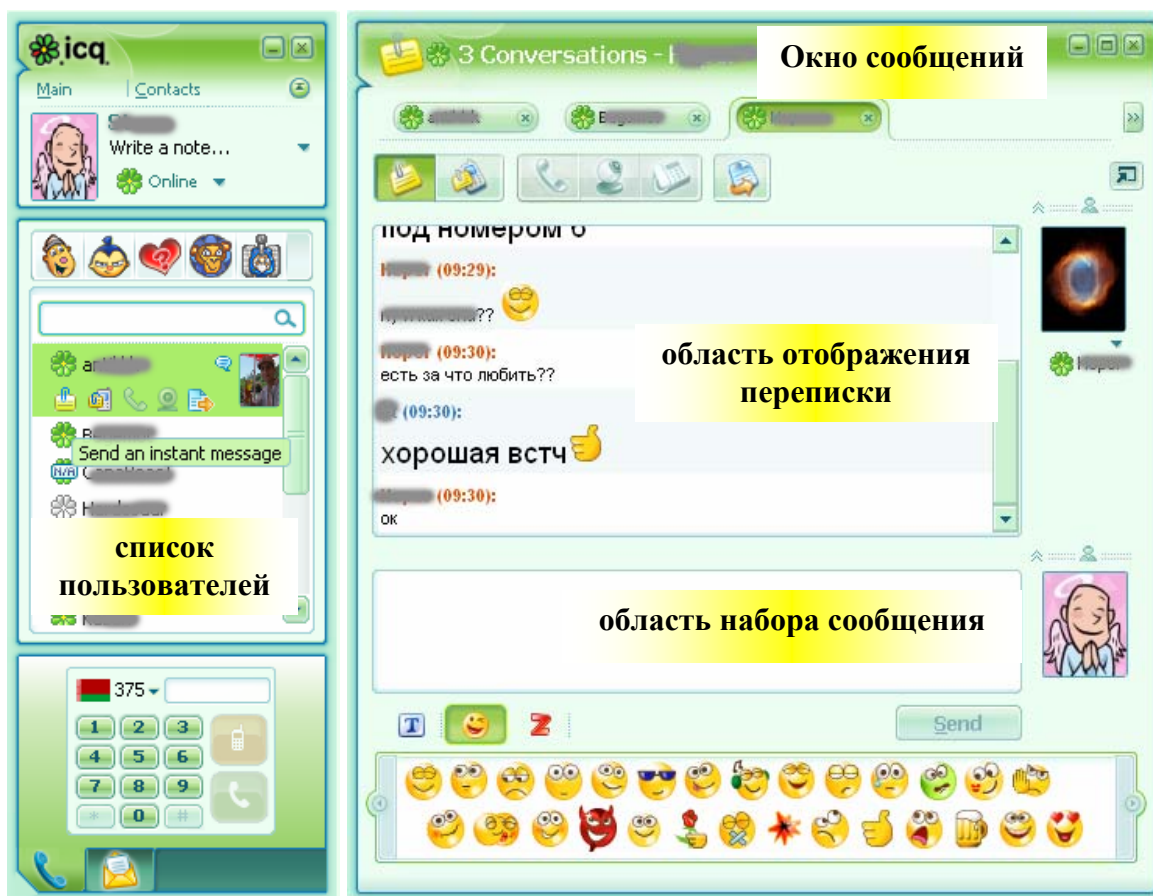 icq
Main
Contacts
Write a note...
Online
Send an instant message
список
пользователей
375
1 2 3
4 5 6
7 8 9
* 0 #
3 Conversations -
Окно сообщений
под номером 6
(09:29):
??
(09:30):
есть за что любить??
(09:30):
хорошая встч
(09:30):
ок
область отображения
переписки
область набора сообщения
T
Z
Send